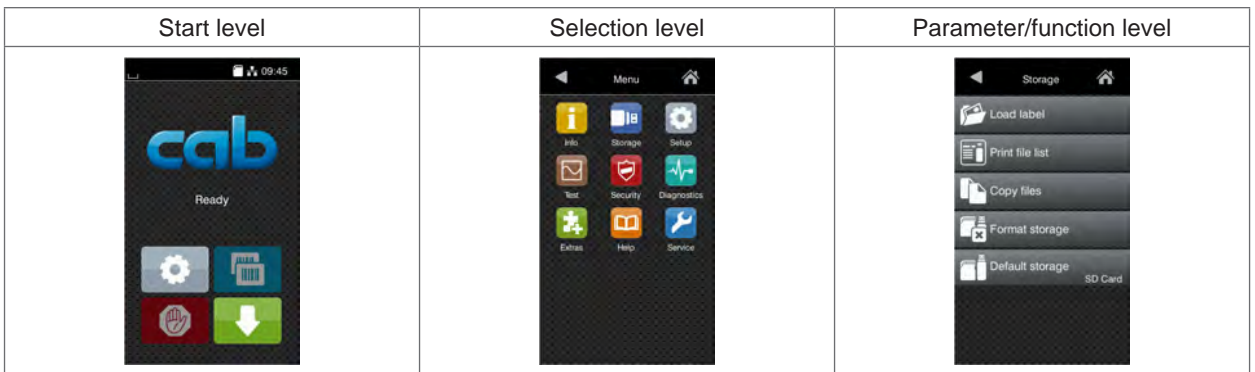 Start level
Selection level
Parameter/function level
09:45
cab
Ready
Menu
Info Storage Setup
Test Security Diagnostics
Extras Help Service
Storage
Load label
Print file list
Copy files
Format storage
Default storage
SD Card